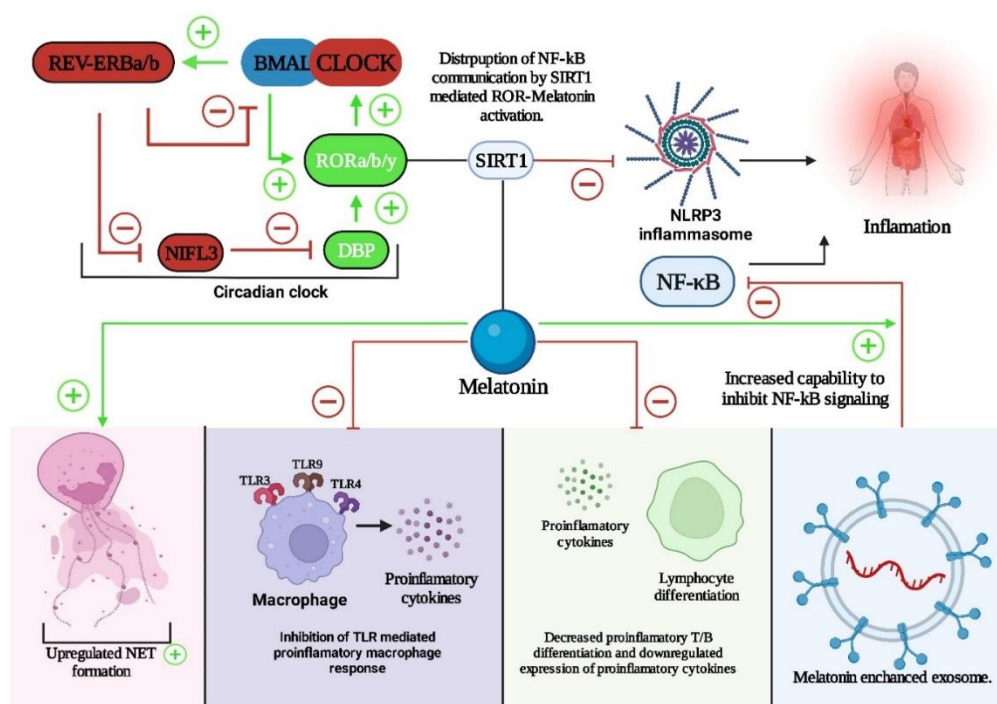 REV-ERBa/b
BMAL
CLOCK
Distrpuption of NF-kB
communication by SIRT1
mediated ROR-Melatonin
activation.
RORa/b/y
SIRT1
NLRP3
inflammasome
Inflamation
NIFL3
DBP
Circadian clock
NF-κB
Melatonin
Increased capability to
inhibit NF-kB signaling
Upregulated NET
formation
TLR3
TLR9
TLR4
Macrophage
Proinflamatory
cytokines
Inhibition of TLR mediated
proinflamatory macrophage
response
Proinflamatory
cytokines
Lymphocyte
differentiation
Decreased proinflamatory T/B
differentiation and downregulated
expression of proinflamatory cytokines
Melatonin enchanced exosome.